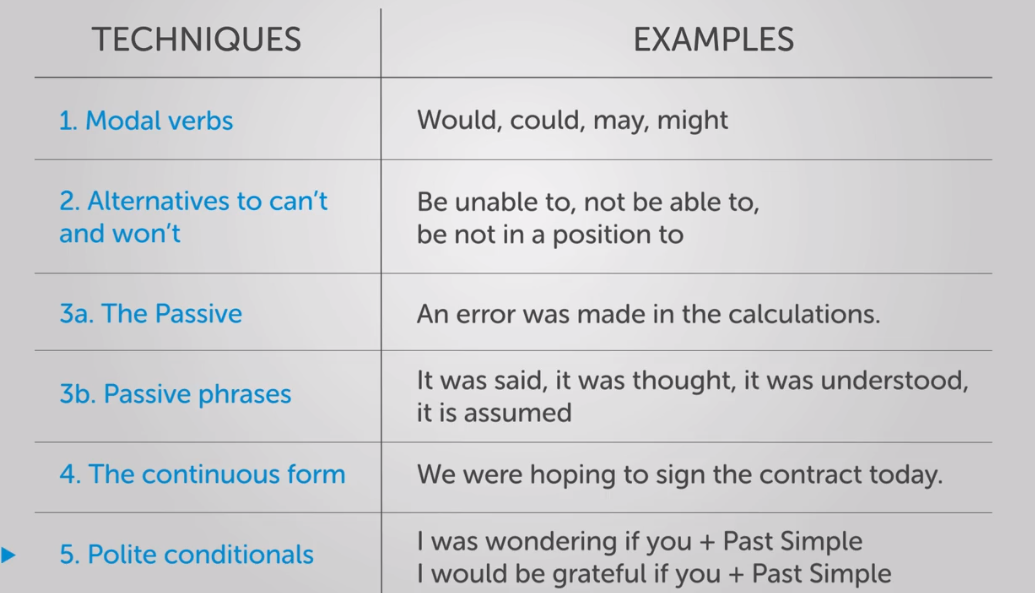 TECHNIQUES
EXAMPLES
1. Modal verbs
Would, could, may, might
2. Alternatives to can’t
and won’t
Be unable to, not be able to,
be not in a position to
3a. The Passive
An error was made in the calculations.
3b. Passive phrases
It was said, it was thought, it was understood,
it is assumed
4. The continuous form
We were hoping to sign the contract today.
5. Polite conditionals
I was wondering if you + Past Simple
I would be grateful if you + Past Simple